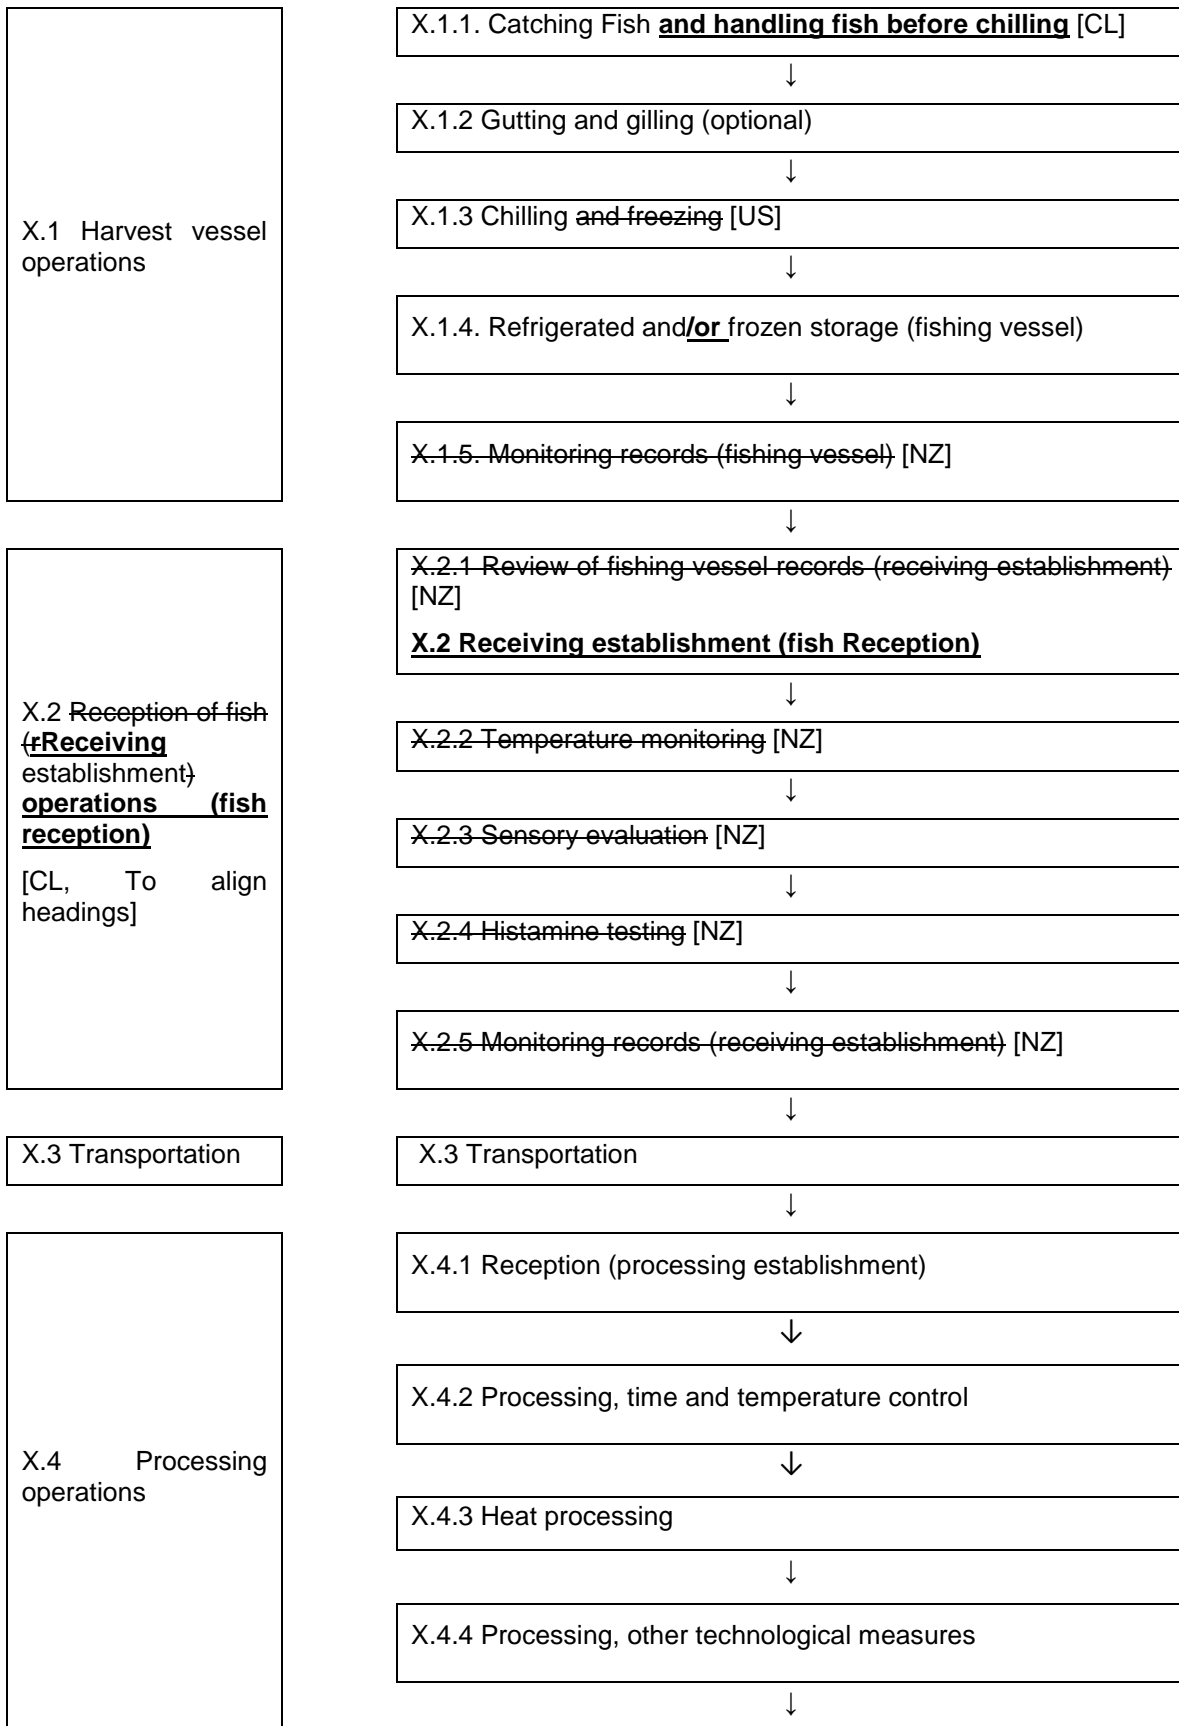 X.1 Harvest vessel
operations
X.1.1. Catching Fish and handling fish before chilling [CL]
↓
X.1.2 Gutting and gilling (optional)
↓
X.1.3 Chilling and freezing [US]
↓
X.1.4. Refrigerated and/or frozen storage (fishing vessel)
↓
X.1.5. Monitoring records (fishing vessel) [NZ]
↓
X.2 Reception of fish
(rReceiving
establishment)
operations (fish
reception)
[CL, To align
headings]
X.2.1 Review of fishing vessel records (receiving establishment)
[NZ]
X.2 Receiving establishment (fish Reception)
↓
X.2.2 Temperature monitoring [NZ]
↓
X.2.3 Sensory evaluation [NZ]
↓
X.2.4 Histamine testing [NZ]
↓
X.2.5 Monitoring records (receiving establishment) [NZ]
↓
X.3 Transportation
X.3 Transportation
↓
X.4 Processing
operations
X.4.1 Reception (processing establishment)
↓
X.4.2 Processing, time and temperature control
↓
X.4.3 Heat processing
↓
X.4.4 Processing, other technological measures
↓